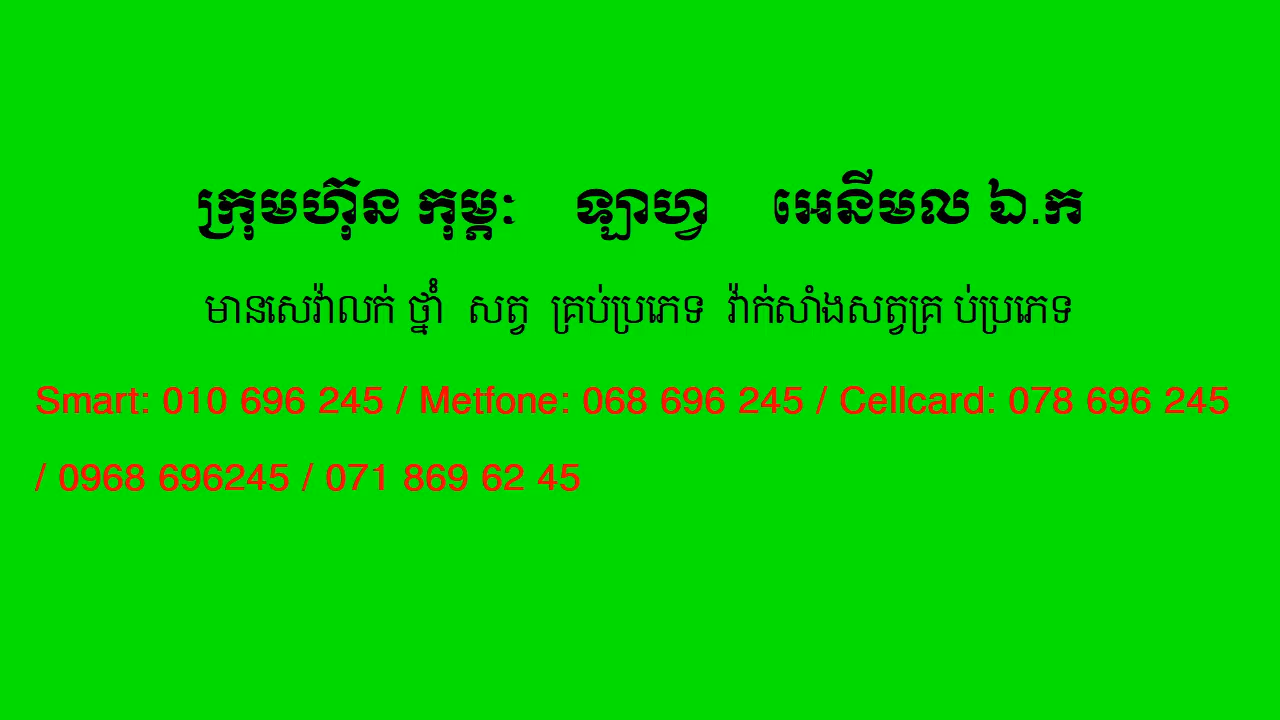 ក្រុមហ៊ុន កុម្ភៈ ឡាហ្វ អេនីមល ឯ.ក
មានសេវ៉ាលក់ ថ្នាំ សត្វ គ្រប់ប្រភេទ វ៉ាក់សាំងសត្វគ្រ ប់ប្រភេទ
Smart: 010 696 245 / Metfone: 068 696 245 / Cellcard: 078 696 245
/ 0968 696245 / 071 869 62 45